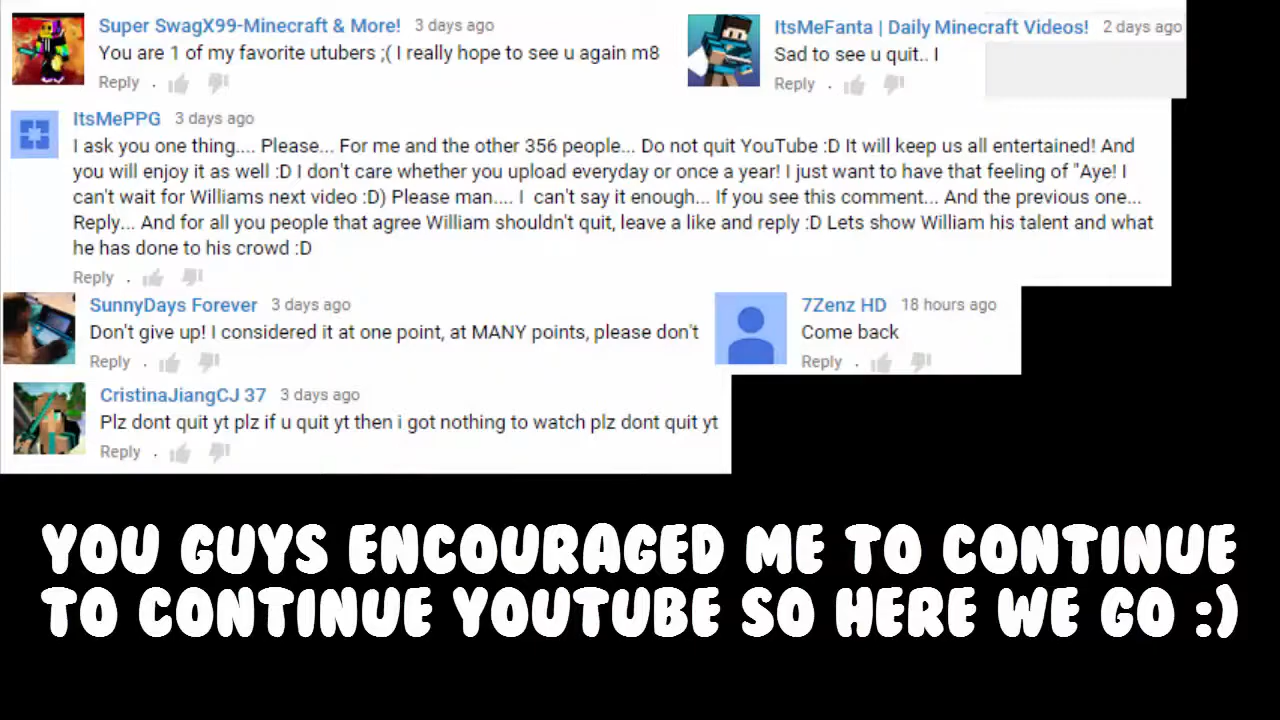 Super SwagX99-Minecraft & More! 3 days ago
You are 1 of my favorite utubers ;( I really hope to see u again m8
Reply .
ItsMeFanta | Daily Minecraft Videos! 2 days ago
Sad to see u quit.. I
Reply .
ItsMePPG 3 days ago
I ask you one thing.... Please... For me and the other 356 people... Do not quit YouTube :D It will keep us all entertained! And
you will enjoy it as well :D I don't care whether you upload everyday or once a year! I just want to have that feeling of "Aye! I
can't wait for Williams next video :D) Please man.... I can't say it enough... If you see this comment... And the previous one...
Reply... And for all you people that agree William shouldn't quit, leave a like and reply :D Lets show William his talent and what
he has done to his crowd :D
Reply .
SunnyDays Forever 3 days ago
Don't give up! I considered it at one point, at MANY points, please don't
Reply .
7Zenz HD 18 hours ago
Come back
Reply .
CristinaJiangCJ 37 3 days ago
Plz dont quit yt plz if u quit yt then i got nothing to watch plz dont quit yt
Reply .
YOU GUYS ENCOURAGED ME TO CONTINUE
TO CONTINUE YOUTUBE SO HERE WE GO :)